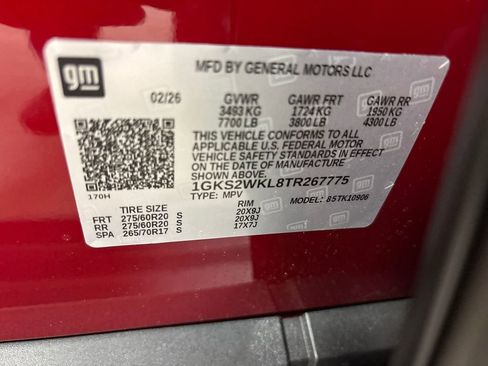 gm
MFD BY GENERAL MOTORS LLC
02/26 GVWR GAWR FRT GAWR RR
3493 KG 1724 KG 1950 KG
7700 LB 3800 LB 4300 LB
THIS VEHICLE CONFORMS TO ALL
APPLICABLE U.S. FEDERAL MOTOR
VEHICLE SAFETY STANDARDS IN EFFECT
ON THE DATE OF MANUFACTURE
SHOWN ABOVE.
170H 1GKS2WKL8TR267775
TYPE: MPV MODEL: 85TK10906
TIRE SIZE RIM
FRT 275/60R20 S 20X9J
RR 275/60R20 S 20X9J
SPA 265/70R17 S 17X7J